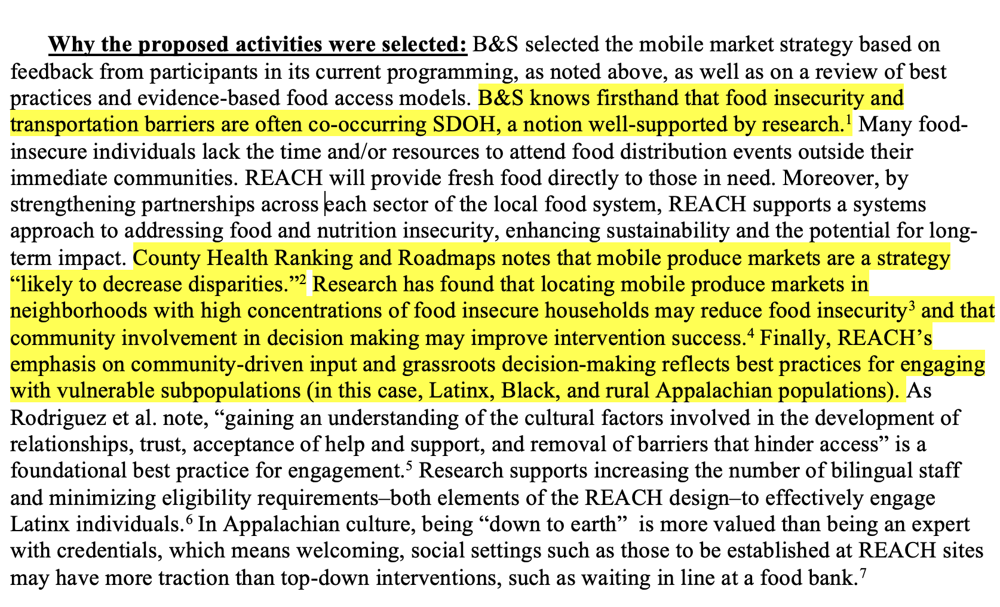 Why the proposed activities were selected: B&S selected the mobile market strategy based on
feedback from participants in its current programming, as noted above, as well as on a review of best
practices and evidence-based food access models. B&S knows firsthand that food insecurity and
transportation barriers are often co-occurring SDOH, a notion well-supported by research.¹ Many food-
insecure individuals lack the time and/or resources to attend food distribution events outside their
immediate communities. REACH will provide fresh food directly to those in need. Moreover, by
strengthening partnerships across each sector of the local food system, REACH supports a systems
approach to addressing food and nutrition insecurity, enhancing sustainability and the potential for long-
term impact. County Health Ranking and Roadmaps notes that mobile produce markets are a strategy
“likely to decrease disparities.”² Research has found that locating mobile produce markets in
neighborhoods with high concentrations of food insecure households may reduce food insecurity³ and that
community involvement in decision making may improve intervention success.⁴ Finally, REACH’s
emphasis on community-driven input and grassroots decision-making reflects best practices for engaging
with vulnerable subpopulations (in this case, Latinx, Black, and rural Appalachian populations). As
Rodriguez et al. note, “gaining an understanding of the cultural factors involved in the development of
relationships, trust, acceptance of help and support, and removal of barriers that hinder access” is a
foundational best practice for engagement.⁵ Research supports increasing the number of bilingual staff
and minimizing eligibility requirements–both elements of the REACH design–to effectively engage
Latinx individuals.⁶ In Appalachian culture, being “down to earth”  is more valued than being an expert
with credentials, which means welcoming, social settings such as those to be established at REACH sites
may have more traction than top-down interventions, such as waiting in line at a food bank.⁷